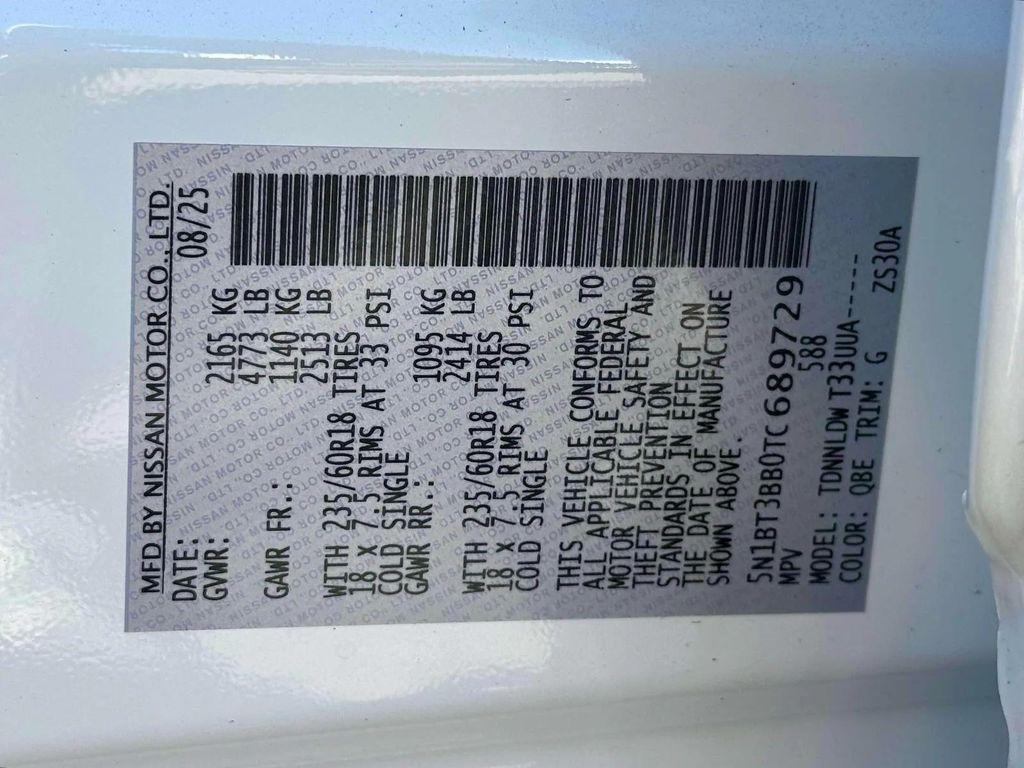 MFD BY NISSAN MOTOR CO., LTD.
DATE: 08/25
GVWR: 2165 KG
4773 LB
GAWR FR.: 1140 KG
2513 LB
WITH 235/60R18 TIRES
18 x 7.5 RIMS AT 33 PSI
COLD SINGLE
GAWR RR.: 1095 KG
2414 LB
WITH 235/60R18 TIRES
18 x 7.5 RIMS AT 30 PSI
COLD SINGLE
THIS VEHICLE CONFORMS TO
ALL APPLICABLE FEDERAL
MOTOR VEHICLE SAFETY AND
THEFT PREVENTION
STANDARDS IN EFFECT ON
THE DATE OF MANUFACTURE
SHOWN ABOVE.
5N1BT3BB0TC689729
MPV 588
MODEL: TDNNNLDW T33UUA-----
COLOR: QBE TRIM: G ZS30A